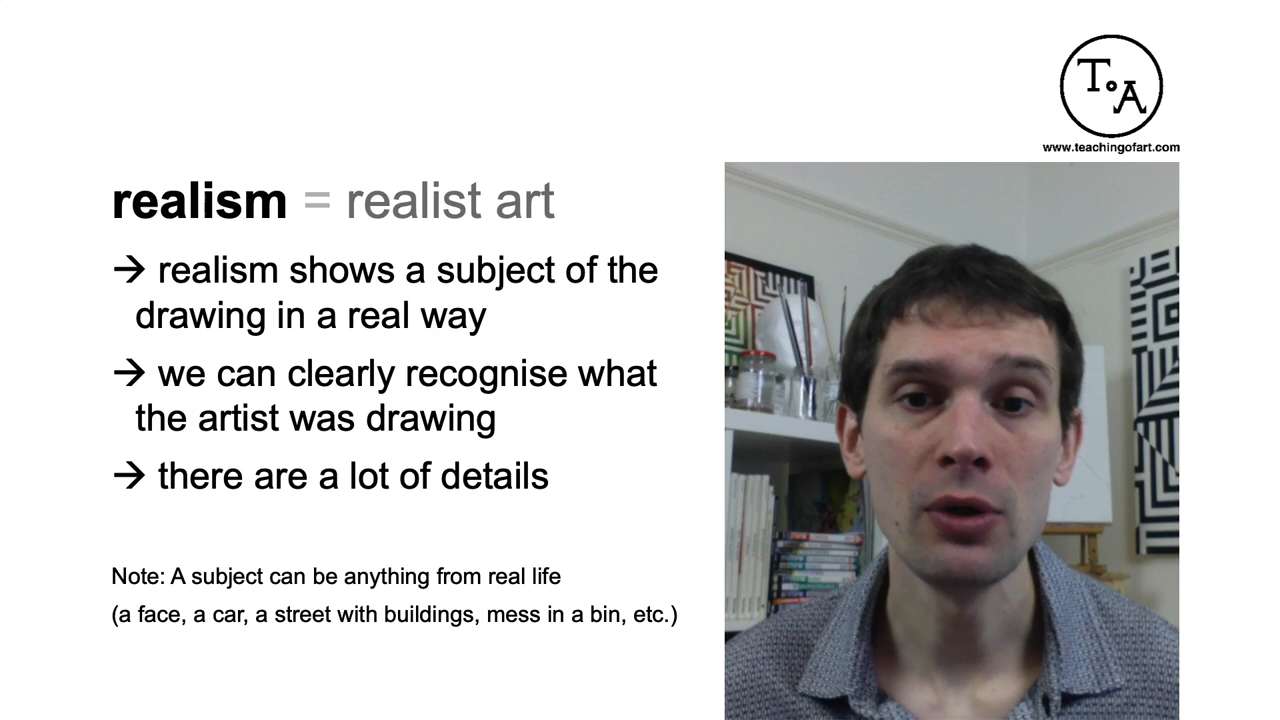 T.A
www.teachingofart.com
realism = realist art
→ realism shows a subject of the
drawing in a real way
→ we can clearly recognise what
the artist was drawing
→ there are a lot of details
Note: A subject can be anything from real life
(a face, a car, a street with buildings, mess in a bin, etc.)